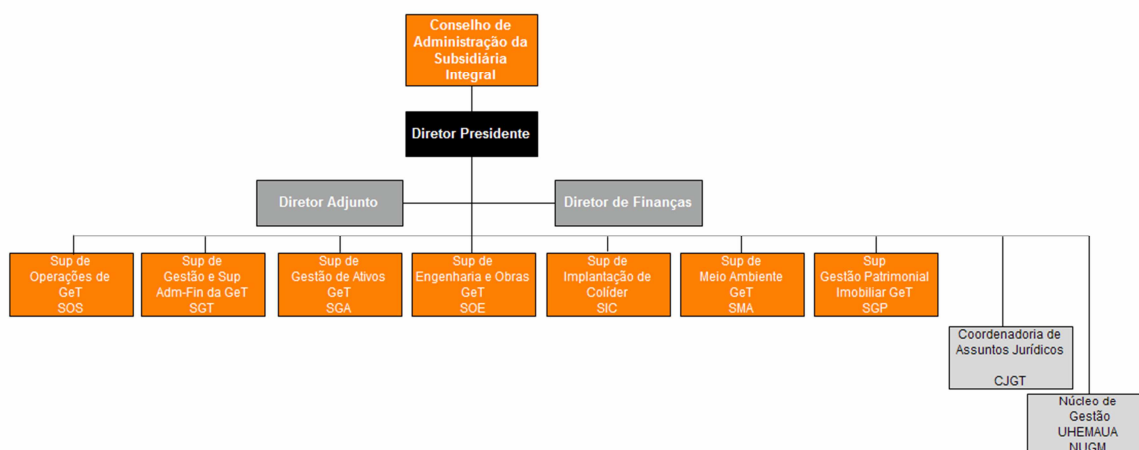 Conselho de
Administração da
Subsidiária
Integral
Diretor Presidente
Diretor Adjunto
Diretor de Finanças
Sup de
Operações de
GeT
SOS
Sup de
Gestão e Sup
Adm-Fin da GeT
SGT
Sup de
Gestão de Ativos
GeT
SGA
Sup de
Engenharia e Obras
GeT
SOE
Sup de
Implantação de
Colíder
SIC
Sup de
Meio Ambiente
GeT
SMA
Sup
Gestão Patrimonial
Imobiliar GeT
SGP
Coordenadoria de
Assuntos Jurídicos
CJGT
Núcleo de
Gestão
UHEMAUA
NUGM